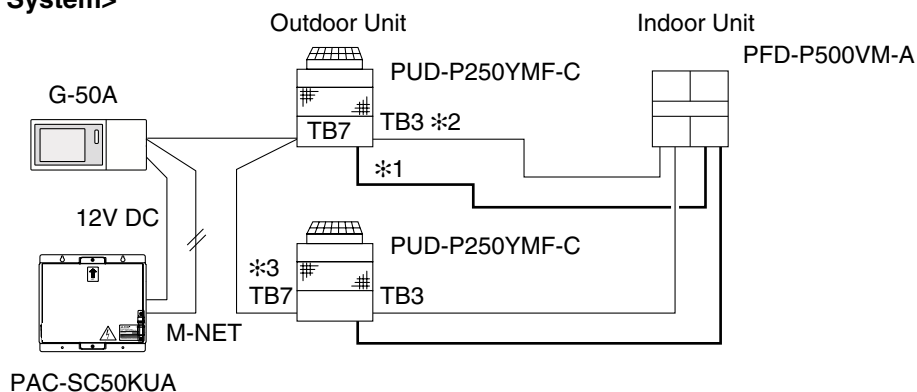 System>
Outdoor Unit
Indoor Unit
PUD-P250YMF-C
PFD-P500VM-A
G-50A
TB7
TB3 ✻2
✻1
12V DC
PUD-P250YMF-C
✻3
TB7
TB3
M-NET
PAC-SC50KUA